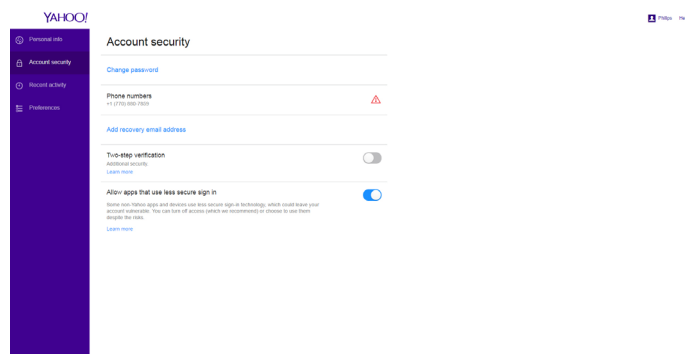 YAHOO!
Philips
Personal info
Account security
Recent activity
Preferences
Account security
Change password
Phone numbers
Add recovery email address
Two-step verification
Additional security.
Learn more
Allow apps that use less secure sign in
Some non-Yahoo apps and devices use less secure sign-in technology, which could leave your
account vulnerable. You can turn off access (which we recommend) or choose to use them
despite the risks.
Learn more